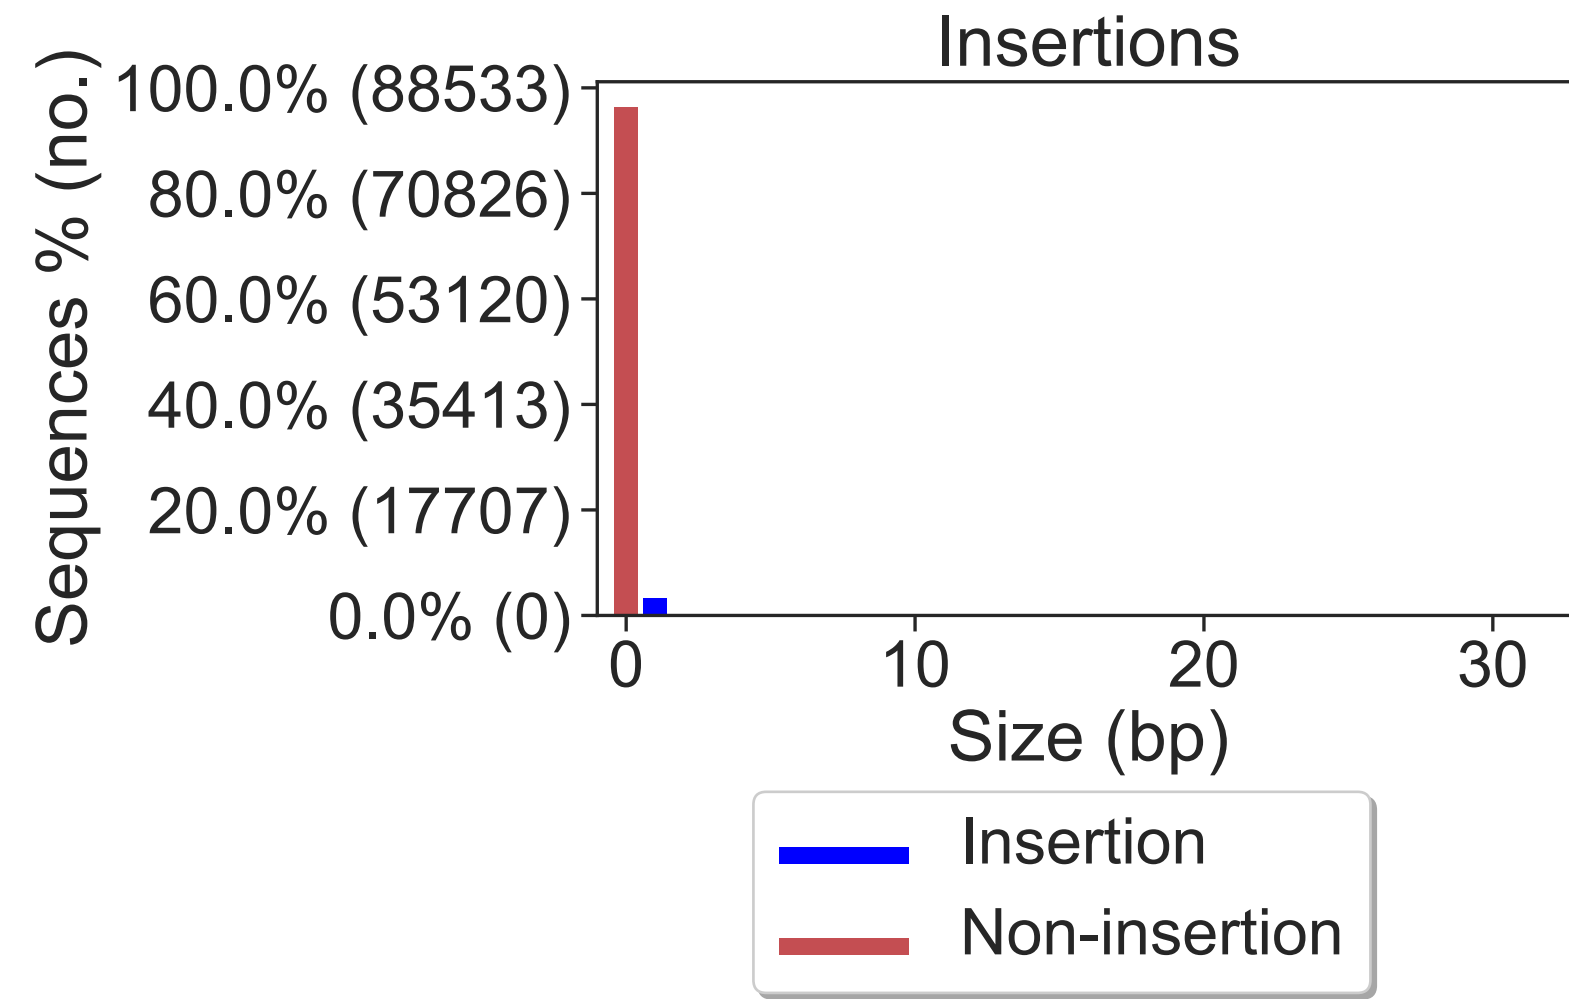 Insertions
Sequences % (no.)
100.0% (88533)
80.0% (70826)
60.0% (53120)
40.0% (35413)
20.0% (17707)
0.0% (0)
0 10 20 30
Size (bp)
Insertion
Non-insertion